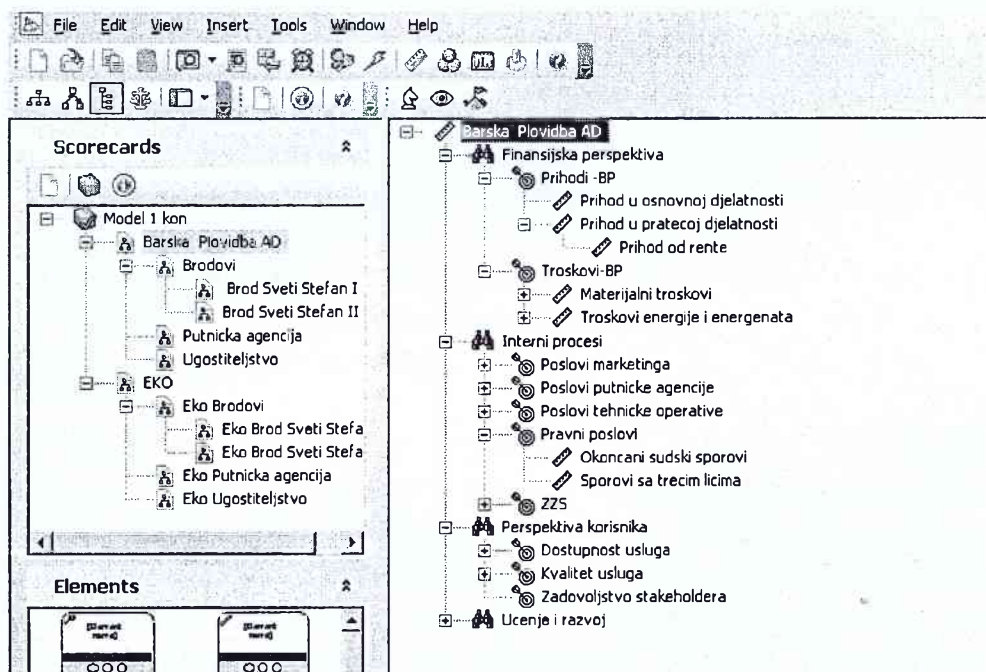 File Edit View Insert Tools Window Help
Scorecards
Model 1 kon
Barska Plovidba AD
Brodovi
Brod Sveti Stefan I
Brod Sveti Stefan II
Putnicka agencija
Ugostiteljstvo
EKO
Eko Brodovi
Eko Brod Sveti Stefa
Eko Brod Sveti Stefa
Eko Putnicka agencija
Eko Ugostiteljstvo
Elements
Barska Plovidba AD
Finansijska perspektiva
Prihodi -BP
Prihod u osnovnoj djelatnosti
Prihod u pratecoj djelatnosti
Prihod od rente
Troskovi-BP
Materijalni troskovi
Troskovi energije i energenata
Interni procesi
Poslovi marketinga
Poslovi putnicke agencije
Poslovi tehnicke operative
Pravni poslovi
Okoncani sudski sporovi
Sporovi sa trecim licima
ZZS
Perspektiva korisnika
Dostupnost usluga
Kvalitet usluga
Zadovoljstvo stakeholdera
Ucenje i razvoj